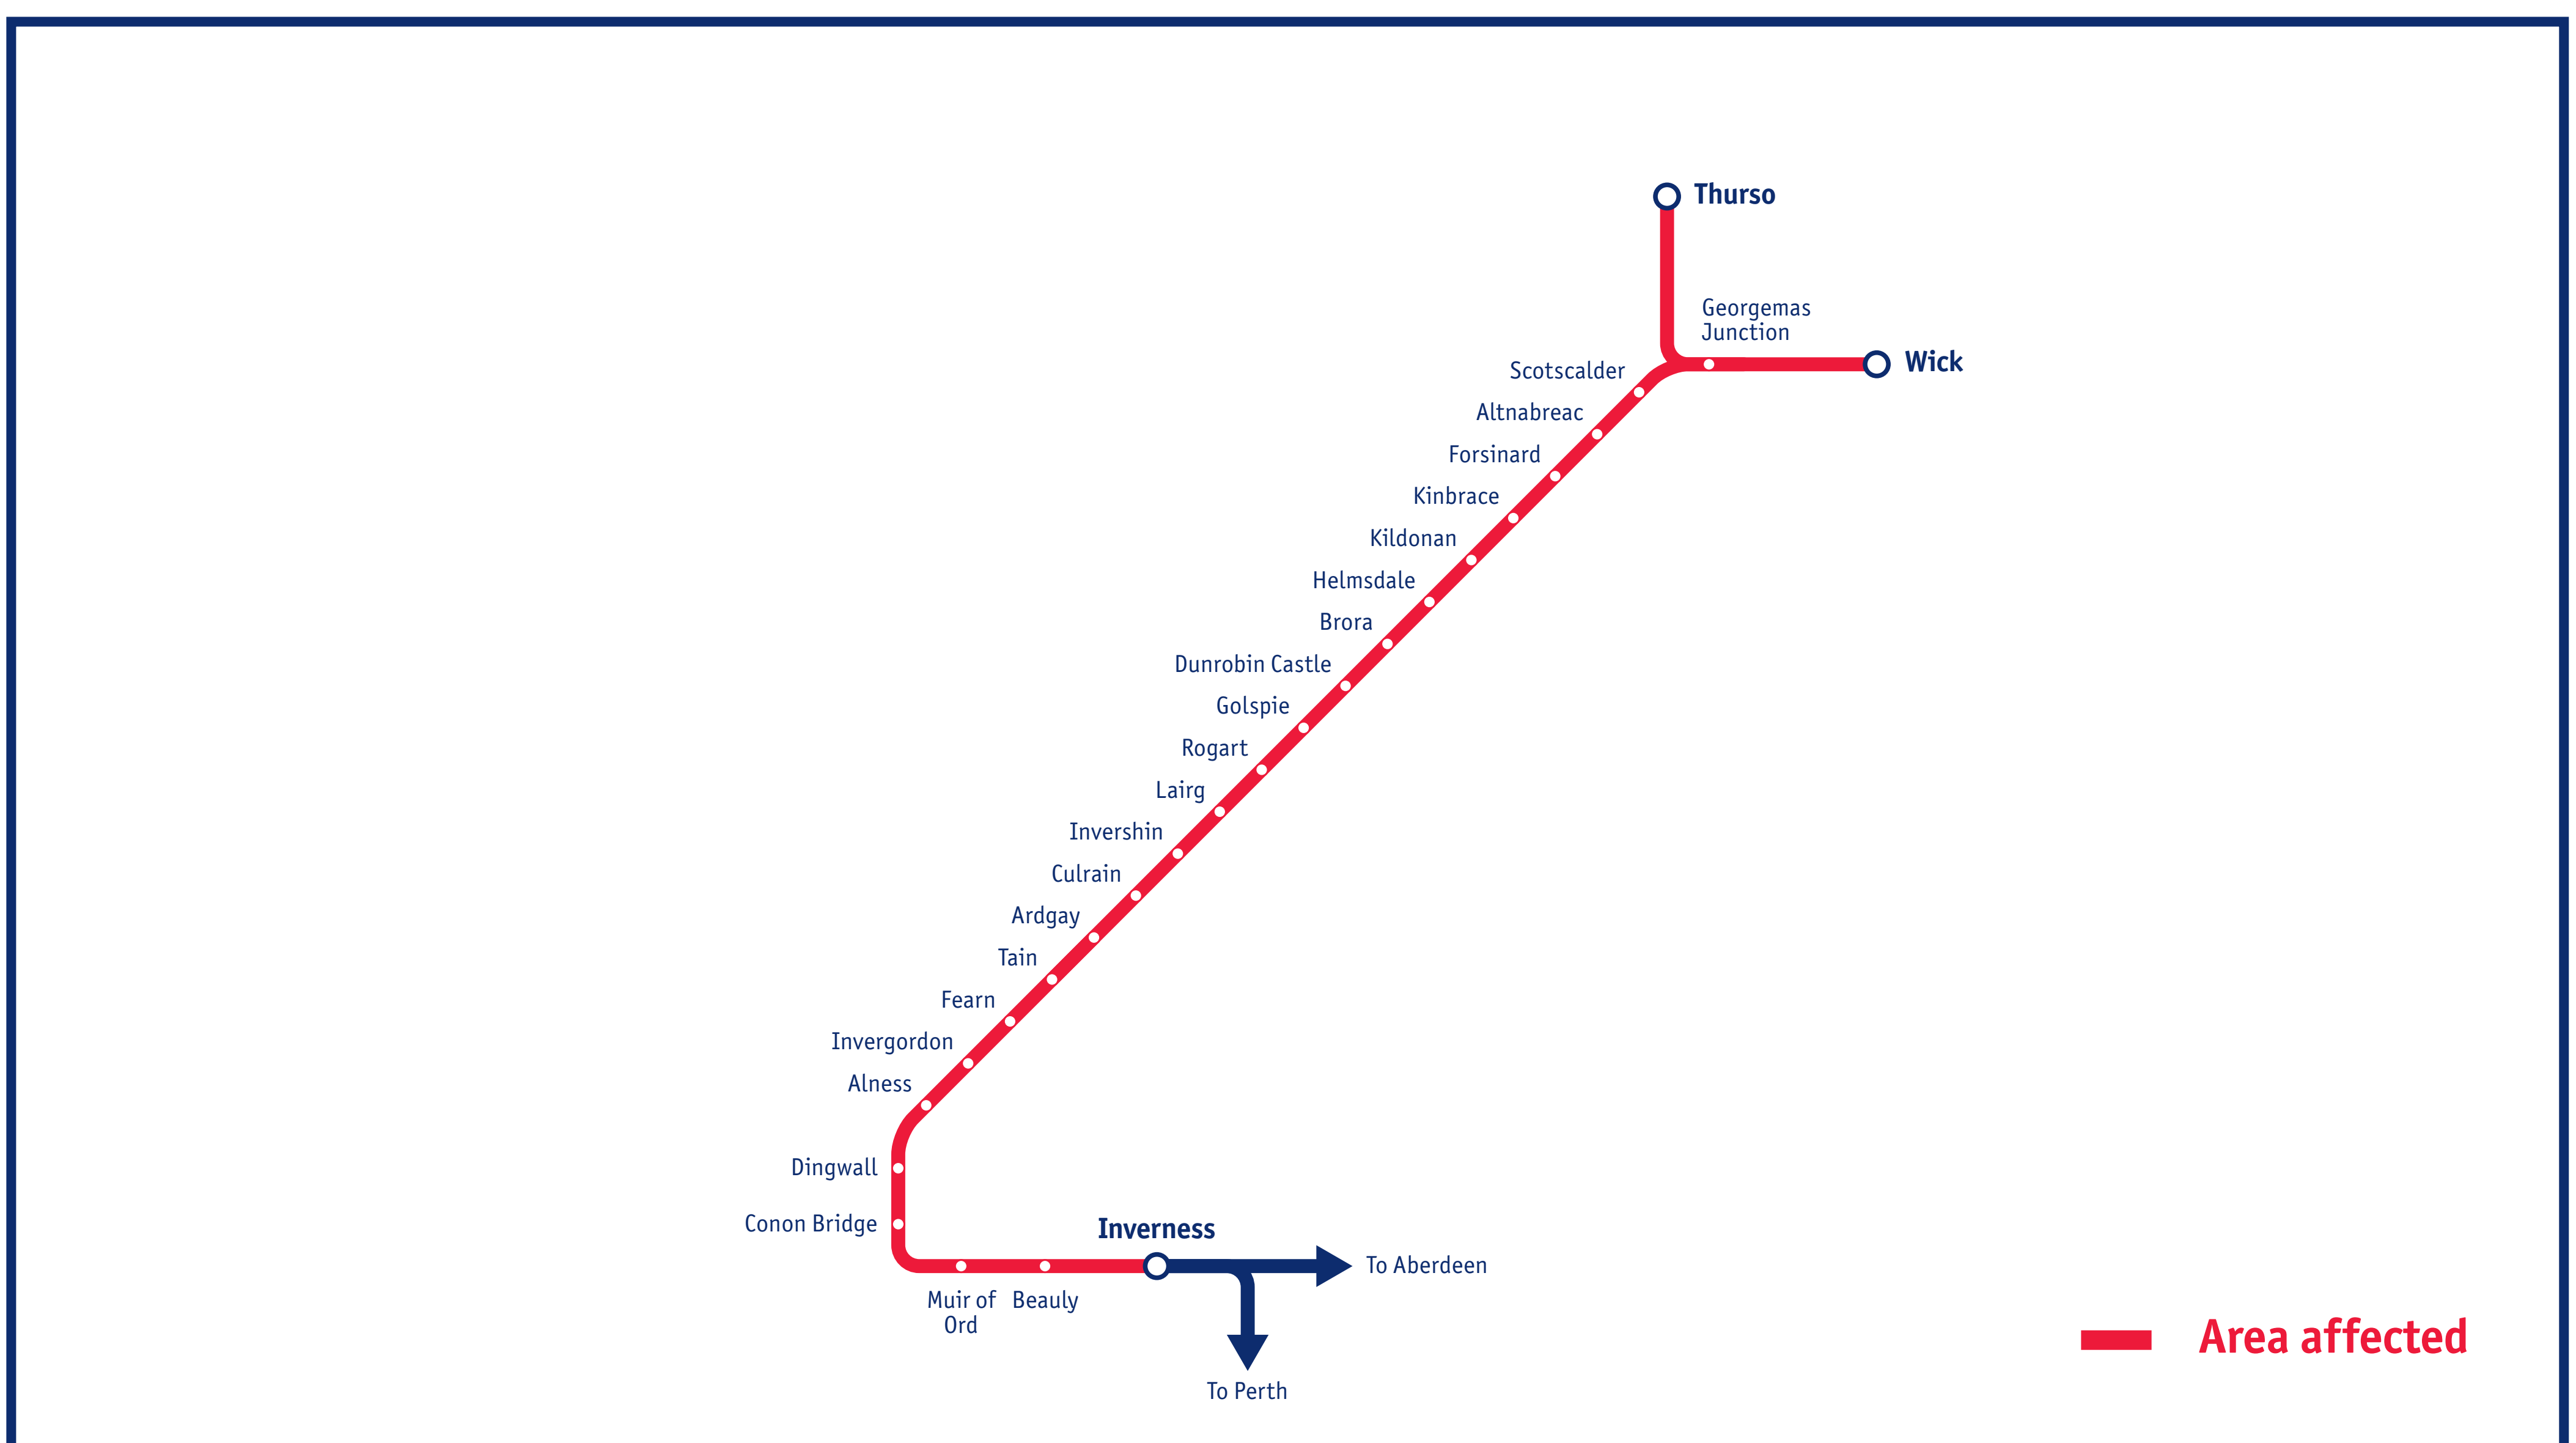 Thurso
Georgemas
Junction
Wick
Scotscalder
Altnabreac
Forsinard
Kinbrace
Kildonan
Helmsdale
Brora
Dunrobin Castle
Golspie
Rogart
Lairg
Invershin
Culrain
Ardgay
Tain
Fearn
Invergordon
Alness
Dingwall
Conon Bridge
Inverness
To Aberdeen
Muir of
Ord
Beauly
To Perth
Area affected